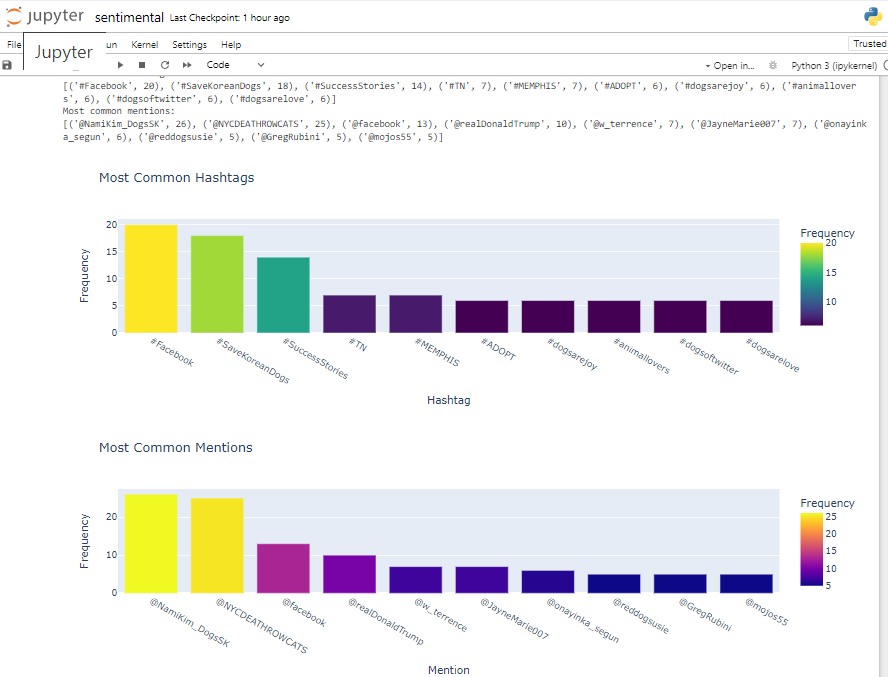 jupyter sentimental Last Checkpoint: 1 hour ago
File un Kernel Settings Help Trusted
Jupyter
Code Open in... Python 3 (ipykernel)
[('#Facebook', 20), ('#SaveKoreanDogs', 18), ('#SuccessStories', 14), ('#TN', 7), ('#MEMPHIS', 7), ('#ADOPT', 6), ('#dogsarejoy', 6), ('#animallover
s', 6), ('#dogsoftwitter', 6), ('#dogsarelove', 6)]
Most common mentions:
[('@NamiKim_DogsSK', 26), ('@NYCDEATHROWCATS', 25), ('@facebook', 13), ('@realDonaldTrump', 10), ('@w_terrence', 7), ('@JayneMarie007', 7), ('@onayink
a_segun', 6), ('@reddogsusie', 5), ('@GregRubini', 5), ('@mojos55', 5)]
Most Common Hashtags
Frequency
20
15
10
5
0
#Facebook
#SaveKoreanDogs
#SuccessStories
#TN
#MEMPHIS
#ADOPT
#dogsarejoy
#animallovers
#dogsoftwitter
#dogsarelove
Hashtag
Frequency
20
15
10
Most Common Mentions
Frequency
20
10
0
@NamiKim_DogsSK
@NYCDEATHROWCATS
@facebook
@realDonaldTrump
@w_terrence
@JayneMarie007
@onayinka_segun
@reddogsusie
@GregRubini
@mojos55
Mention
Frequency
25
20
15
10
5